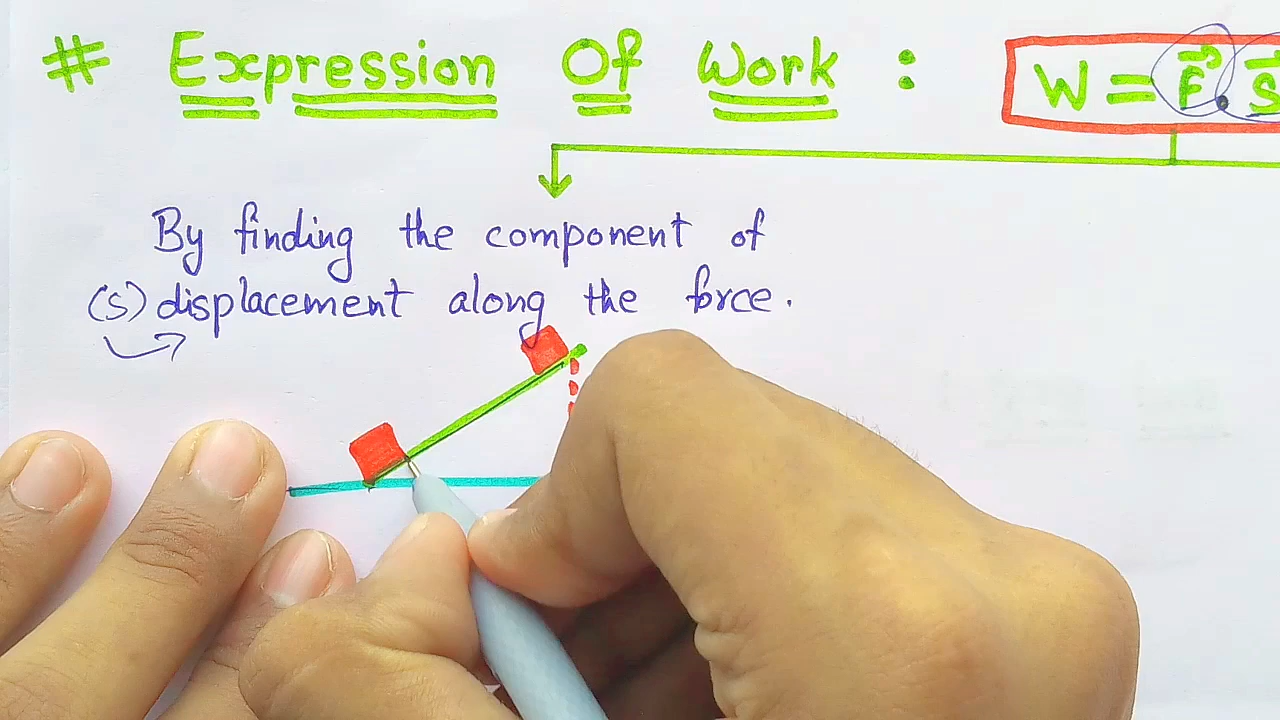 # Expression Of Work : W = F⃗ . S⃗
By finding the component of
(S) displacement along the force.